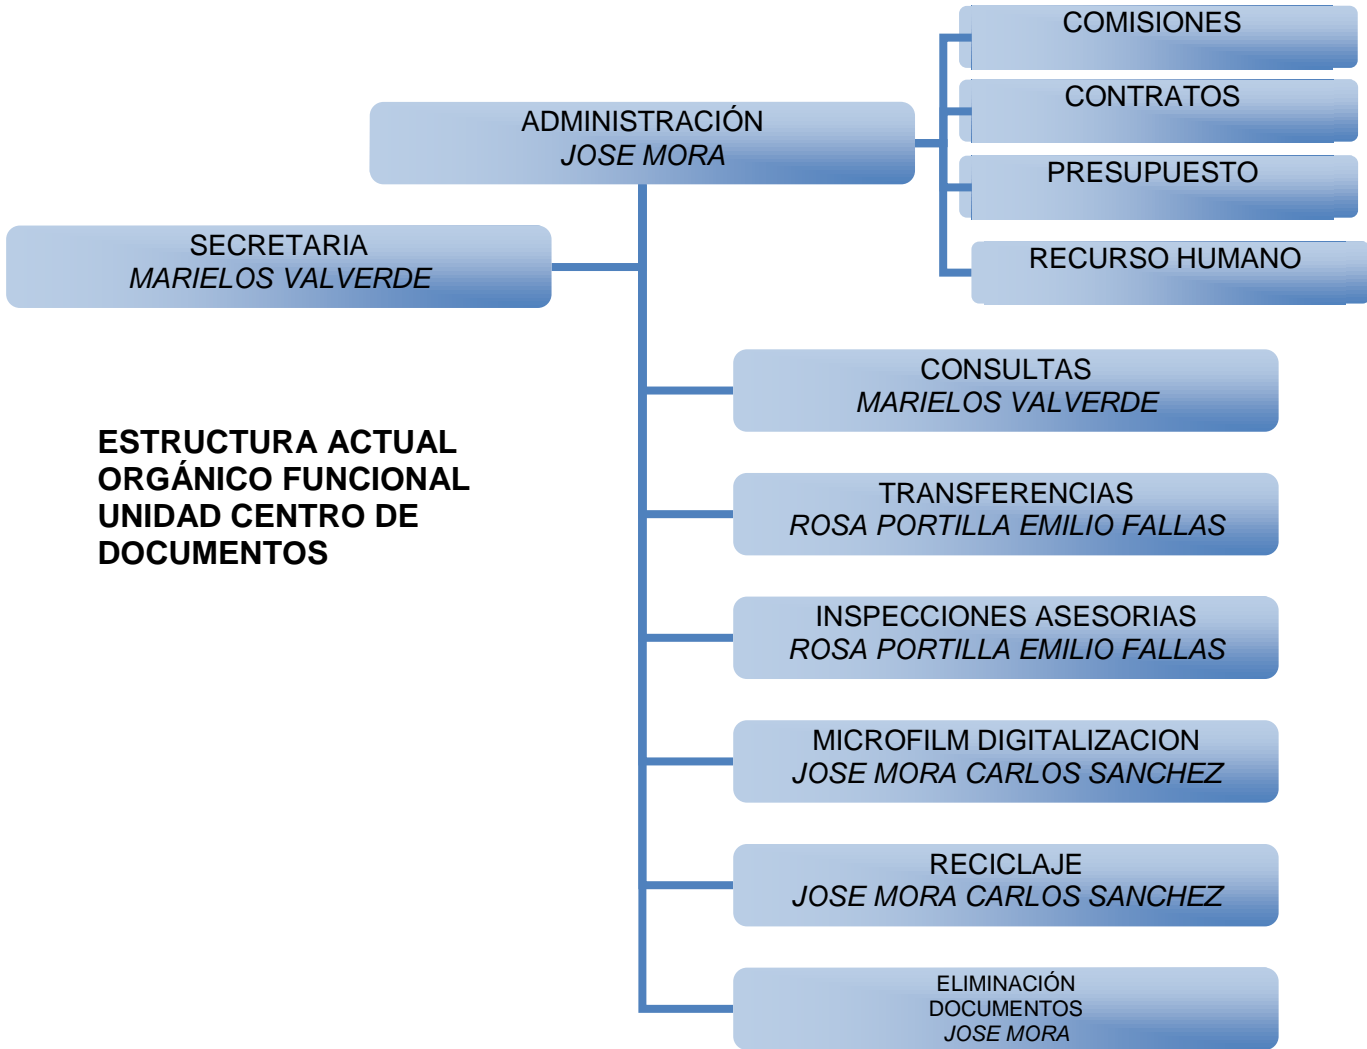 COMISIONES
CONTRATOS
PRESUPUESTO
RECURSO HUMANO
ADMINISTRACIÓN
JOSE MORA
SECRETARIA
MARIELOS VALVERDE
ESTRUCTURA ACTUAL
ORGÁNICO FUNCIONAL
UNIDAD CENTRO DE
DOCUMENTOS
CONSULTAS
MARIELOS VALVERDE
TRANSFERENCIAS
ROSA PORTILLA EMILIO FALLAS
INSPECCIONES ASESORIAS
ROSA PORTILLA EMILIO FALLAS
MICROFILM DIGITALIZACION
JOSE MORA CARLOS SANCHEZ
RECICLAJE
JOSE MORA CARLOS SANCHEZ
ELIMINACIÓN
DOCUMENTOS
JOSE MORA